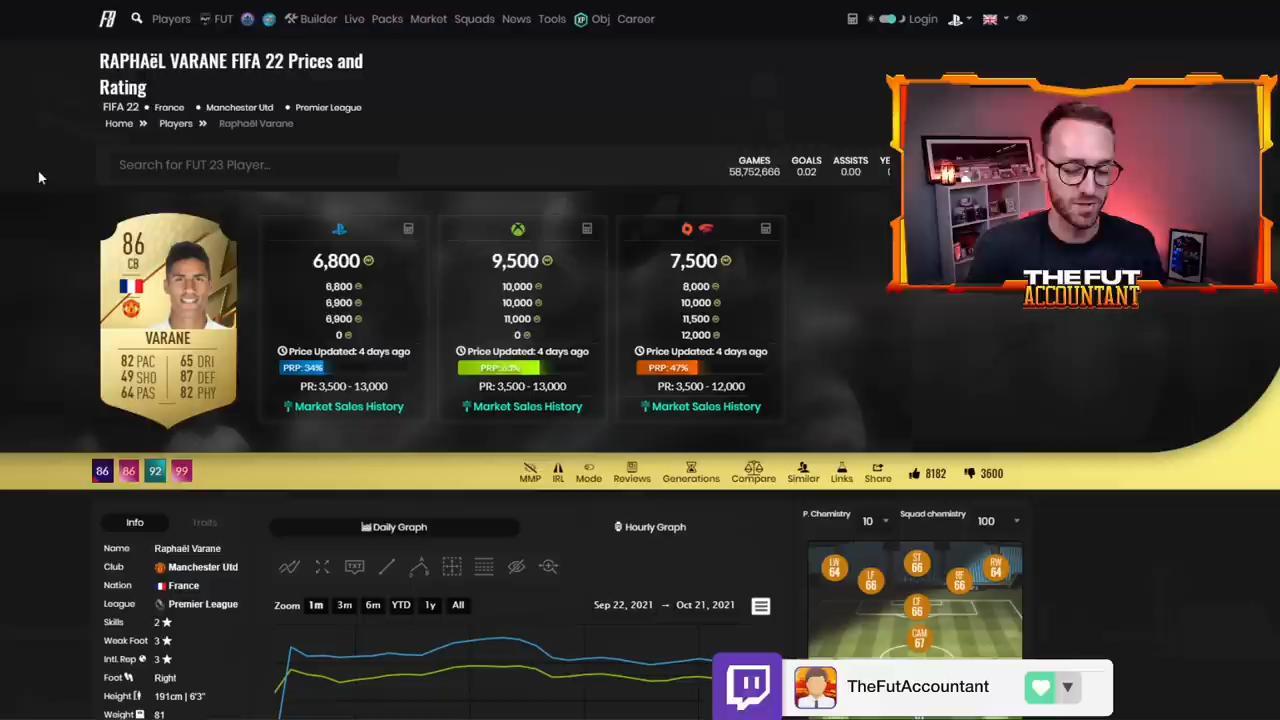 FB Players FUT Builder Live Packs Market Squads News Tools XP Obj Career Login
RAPHAëL VARANE FIFA 22 Prices and
Rating
FIFA 22 • France • Manchester Utd • Premier League
Home » Players » Raphaël Varane
Search for FUT 23 Player...
GAMES GOALS ASSISTS YE
58,752,666 0.02 0.00
86
CB
VARANE
82 PAC 65 DRI
49 SHO 87 DEF
64 PAS 82 PHY
6,800
6,800
6,900
6,900
0
Price Updated: 4 days ago
PRP: 34%
PR: 3,500 - 13,000
Market Sales History
9,500
10,000
10,000
11,000
0
Price Updated: 4 days ago
PRP: 63%
PR: 3,500 - 13,000
Market Sales History
7,500
8,000
10,000
11,500
12,000
Price Updated: 4 days ago
PRP: 47%
PR: 3,500 - 12,000
Market Sales History
THE FUT
ACCOUNTANT
86 86 92 99
MMP IRL Mode Reviews Generations Compare Similar Links Share 8182 3600
Info Traits
Name Raphaël Varane
Club Manchester Utd
Nation France
League Premier League
Skills 2
Weak Foot 3
Intl. Rep 3
Foot Right
Height 191cm | 6'3"
Weight 81
Daily Graph Hourly Graph
TXT
Zoom 1m 3m 6m YTD 1y All Sep 22, 2021 → Oct 21, 2021
P. Chemistry 10 Squad chemistry 100
LW
64
LF
66
ST
66
RF
66
RW
64
CF
66
CAM
67
TheFutAccountant